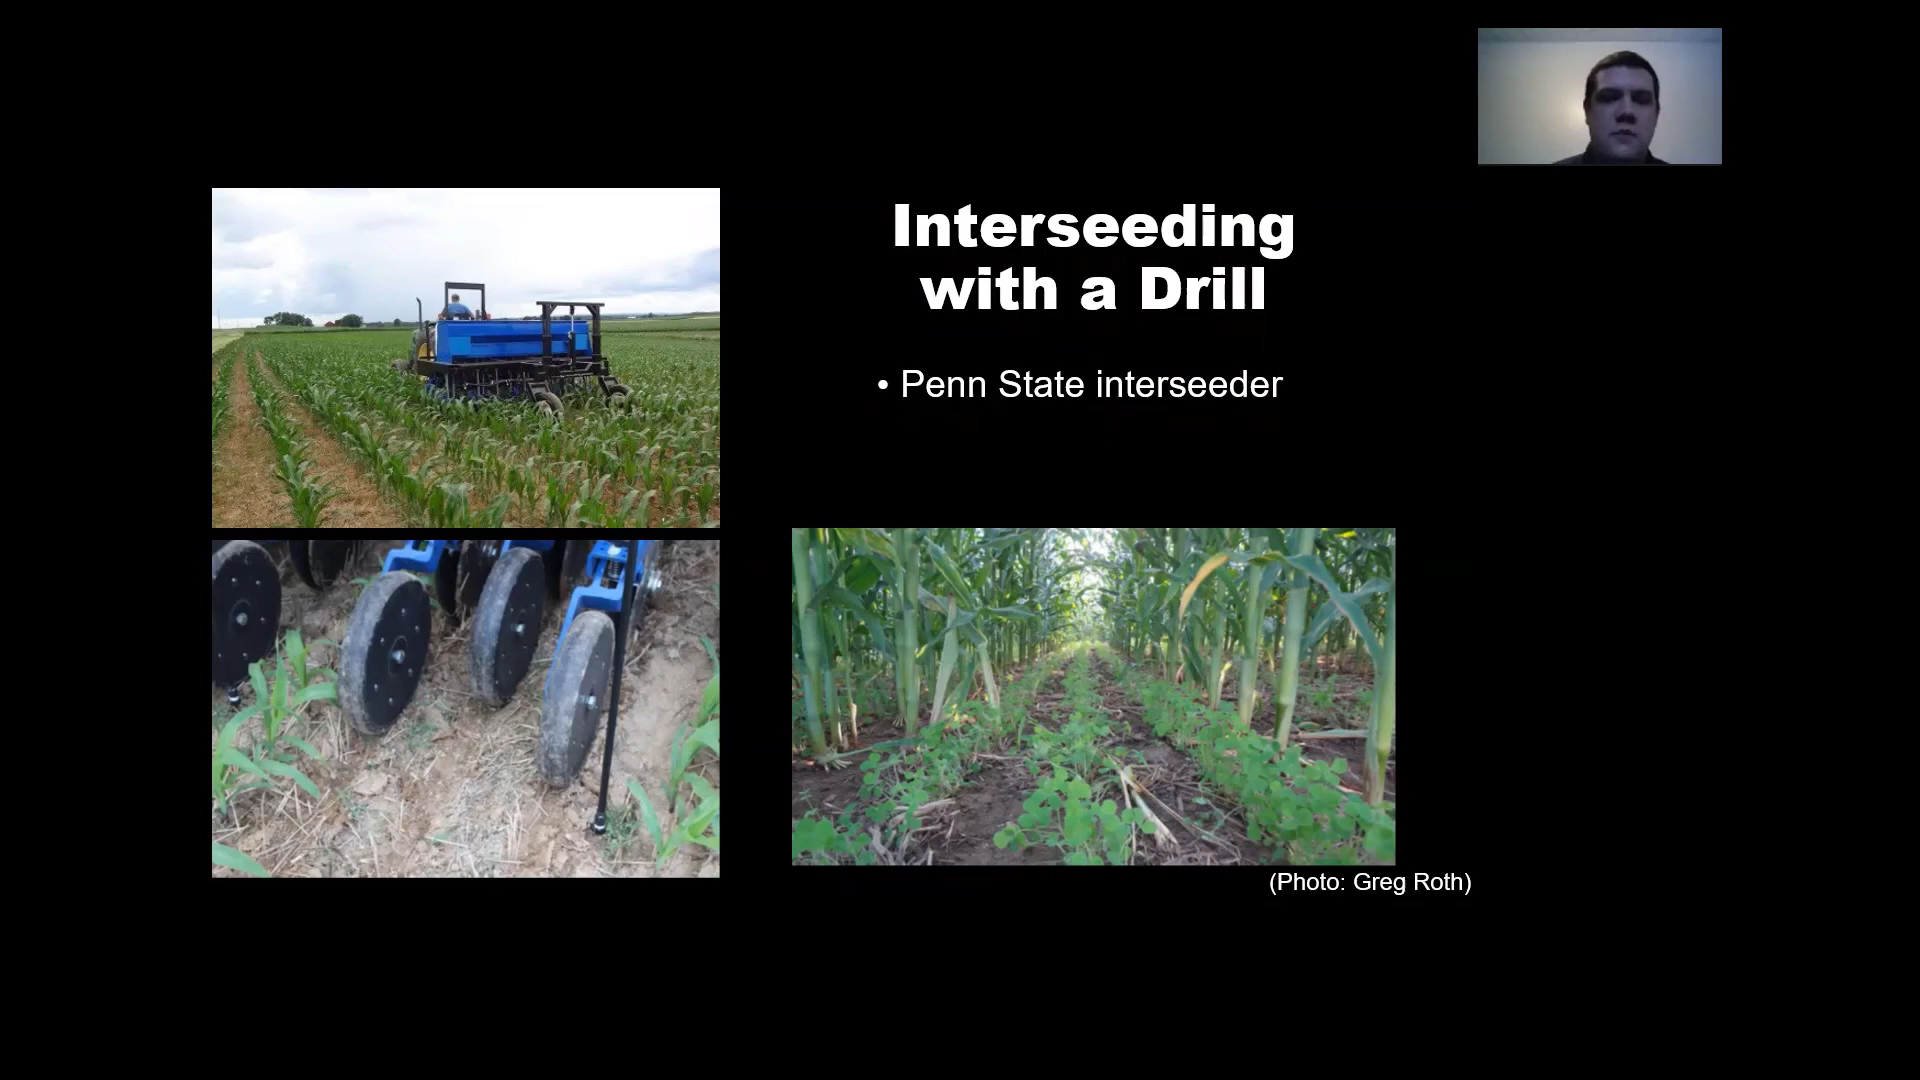 Interseeding
with a Drill
• Penn State interseeder
(Photo: Greg Roth)